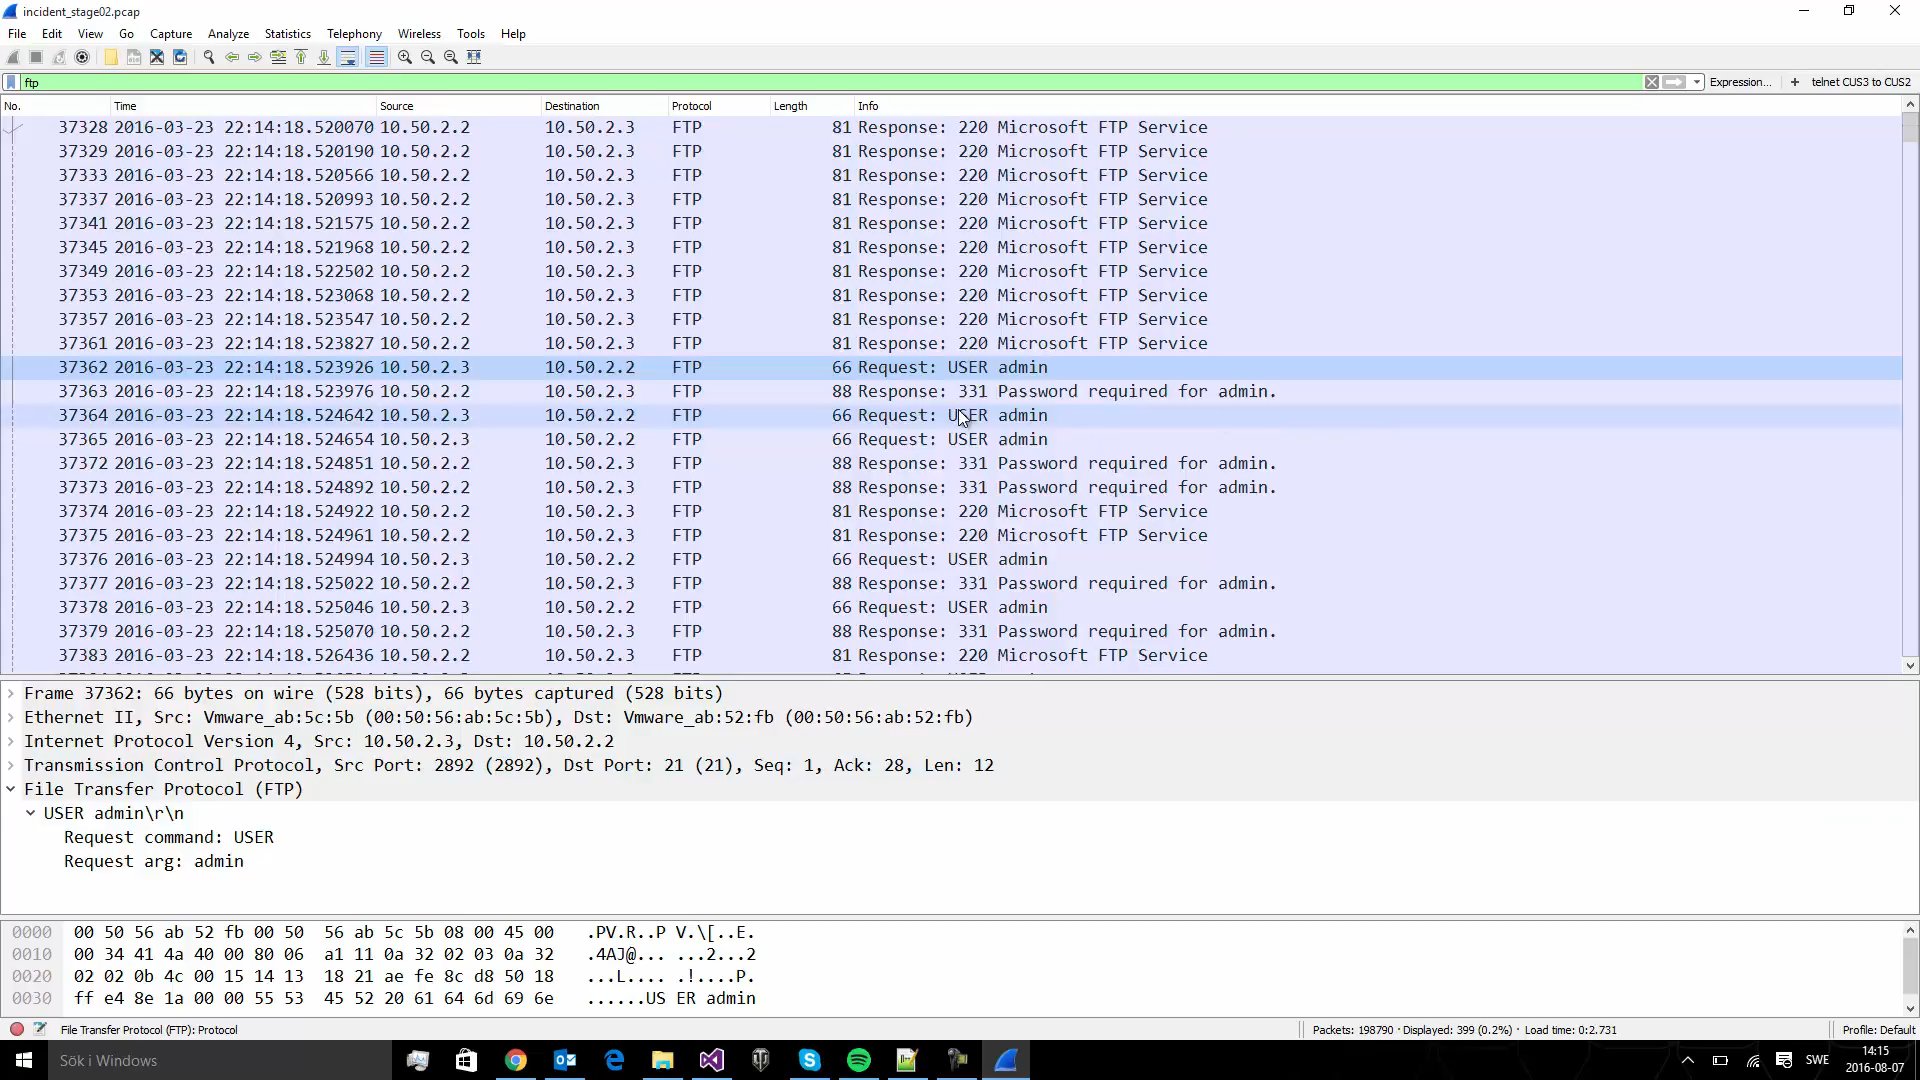 incident_stage02.pcap
File Edit View Go Capture Analyze Statistics Telephony Wireless Tools Help
ftp Expression... + telnet CUS3 to CUS2
No. Time Source Destination Protocol Length Info
37328 2016-03-23 22:14:18.520070 10.50.2.2 10.50.2.3 FTP 81 Response: 220 Microsoft FTP Service
37329 2016-03-23 22:14:18.520190 10.50.2.2 10.50.2.3 FTP 81 Response: 220 Microsoft FTP Service
37333 2016-03-23 22:14:18.520566 10.50.2.2 10.50.2.3 FTP 81 Response: 220 Microsoft FTP Service
37337 2016-03-23 22:14:18.520993 10.50.2.2 10.50.2.3 FTP 81 Response: 220 Microsoft FTP Service
37341 2016-03-23 22:14:18.521575 10.50.2.2 10.50.2.3 FTP 81 Response: 220 Microsoft FTP Service
37345 2016-03-23 22:14:18.521968 10.50.2.2 10.50.2.3 FTP 81 Response: 220 Microsoft FTP Service
37349 2016-03-23 22:14:18.522502 10.50.2.2 10.50.2.3 FTP 81 Response: 220 Microsoft FTP Service
37353 2016-03-23 22:14:18.523068 10.50.2.2 10.50.2.3 FTP 81 Response: 220 Microsoft FTP Service
37357 2016-03-23 22:14:18.523547 10.50.2.2 10.50.2.3 FTP 81 Response: 220 Microsoft FTP Service
37361 2016-03-23 22:14:18.523827 10.50.2.2 10.50.2.3 FTP 81 Response: 220 Microsoft FTP Service
37362 2016-03-23 22:14:18.523926 10.50.2.3 10.50.2.2 FTP 66 Request: USER admin
37363 2016-03-23 22:14:18.523976 10.50.2.2 10.50.2.3 FTP 88 Response: 331 Password required for admin.
37364 2016-03-23 22:14:18.524642 10.50.2.3 10.50.2.2 FTP 66 Request: USER admin
37365 2016-03-23 22:14:18.524654 10.50.2.3 10.50.2.2 FTP 66 Request: USER admin
37372 2016-03-23 22:14:18.524851 10.50.2.2 10.50.2.3 FTP 88 Response: 331 Password required for admin.
37373 2016-03-23 22:14:18.524892 10.50.2.2 10.50.2.3 FTP 88 Response: 331 Password required for admin.
37374 2016-03-23 22:14:18.524922 10.50.2.2 10.50.2.3 FTP 81 Response: 220 Microsoft FTP Service
37375 2016-03-23 22:14:18.524961 10.50.2.2 10.50.2.3 FTP 81 Response: 220 Microsoft FTP Service
37376 2016-03-23 22:14:18.524994 10.50.2.3 10.50.2.2 FTP 66 Request: USER admin
37377 2016-03-23 22:14:18.525022 10.50.2.2 10.50.2.3 FTP 88 Response: 331 Password required for admin.
37378 2016-03-23 22:14:18.525046 10.50.2.3 10.50.2.2 FTP 66 Request: USER admin
37379 2016-03-23 22:14:18.525070 10.50.2.2 10.50.2.3 FTP 88 Response: 331 Password required for admin.
37383 2016-03-23 22:14:18.526436 10.50.2.2 10.50.2.3 FTP 81 Response: 220 Microsoft FTP Service
Frame 37362: 66 bytes on wire (528 bits), 66 bytes captured (528 bits)
Ethernet II, Src: Vmware_ab:5c:5b (00:50:56:ab:5c:5b), Dst: Vmware_ab:52:fb (00:50:56:ab:52:fb)
Internet Protocol Version 4, Src: 10.50.2.3, Dst: 10.50.2.2
Transmission Control Protocol, Src Port: 2892 (2892), Dst Port: 21 (21), Seq: 1, Ack: 28, Len: 12
File Transfer Protocol (FTP)
USER admin\r\n
Request command: USER
Request arg: admin
0000 00 50 56 ab 52 fb 00 50 56 ab 5c 5b 08 00 45 00 .PV.R..P V.\[..E.
0010 00 34 41 4a 40 00 80 06 a1 11 0a 32 02 03 0a 32 .4AJ@... ...2...2
0020 02 02 0b 4c 00 15 14 13 18 21 ae fe 8c d8 50 18 ...L.... .!....P.
0030 ff e4 8e 1a 00 00 55 53 45 52 20 61 64 6d 69 6e ......US ER admin
File Transfer Protocol (FTP): Protocol Packets: 198790 · Displayed: 399 (0.2%) · Load time: 0:2.731 Profile: Default
Sök i Windows SWE 14:15
2016-08-07